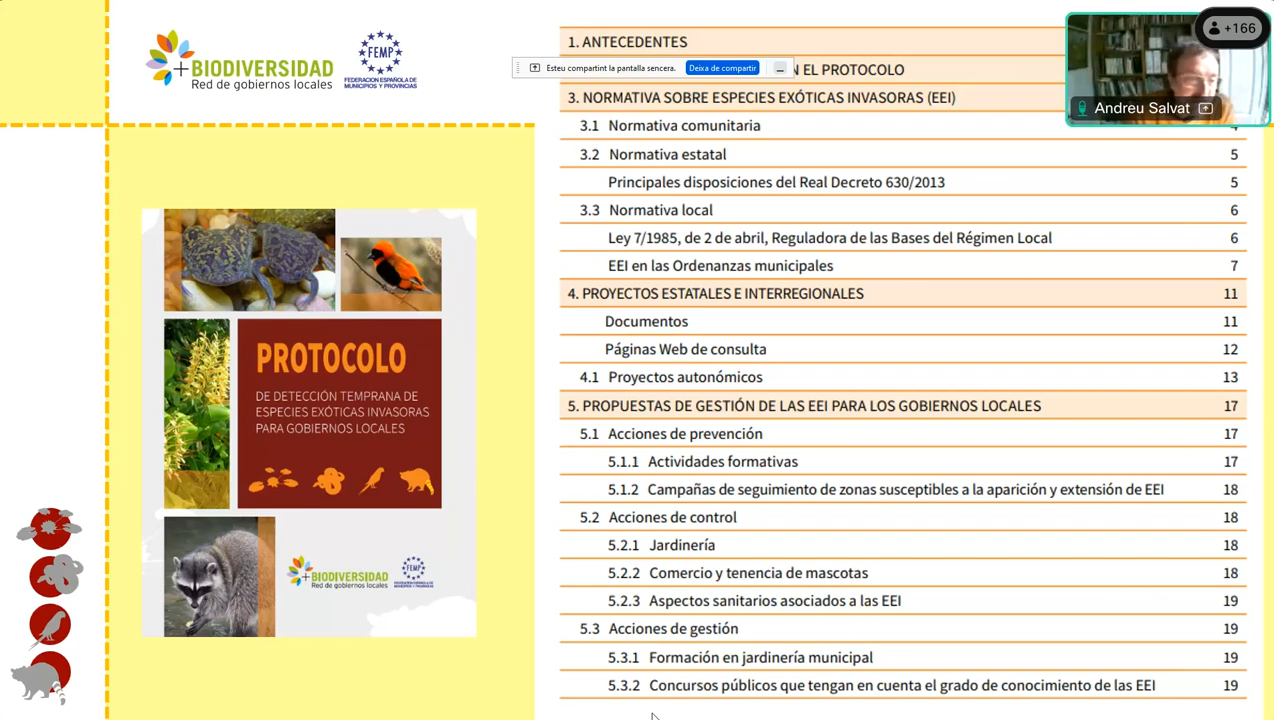 +BIODIVERSIDAD
Red de gobiernos locales
FEMP
FEDERACION ESPAÑOLA DE
MUNICIPIOS Y PROVINCIAS
PROTOCOLO
DE DETECCIÓN TEMPRANA DE
ESPECIES EXÓTICAS INVASORAS
PARA GOBIERNOS LOCALES
+BIODIVERSIDAD
Red de gobiernos locales
FEMP
FEDERACION ESPAÑOLA DE
MUNICIPIOS Y PROVINCIAS
Esteu compartint la pantalla sencera. Deixa de compartir
+166
Andreu Salvat
1. ANTECEDENTES
N EL PROTOCOLO
3. NORMATIVA SOBRE ESPECIES EXÓTICAS INVASORAS (EEI)
3.1 Normativa comunitaria 4
3.2 Normativa estatal 5
Principales disposiciones del Real Decreto 630/2013 5
3.3 Normativa local 6
Ley 7/1985, de 2 de abril, Reguladora de las Bases del Régimen Local 6
EEI en las Ordenanzas municipales 7
4. PROYECTOS ESTATALES E INTERREGIONALES 11
Documentos 11
Páginas Web de consulta 12
4.1 Proyectos autonómicos 13
5. PROPUESTAS DE GESTIÓN DE LAS EEI PARA LOS GOBIERNOS LOCALES 17
5.1 Acciones de prevención 17
5.1.1 Actividades formativas 17
5.1.2 Campañas de seguimiento de zonas susceptibles a la aparición y extensión de EEI 18
5.2 Acciones de control 18
5.2.1 Jardinería 18
5.2.2 Comercio y tenencia de mascotas 18
5.2.3 Aspectos sanitarios asociados a las EEI 19
5.3 Acciones de gestión 19
5.3.1 Formación en jardinería municipal 19
5.3.2 Concursos públicos que tengan en cuenta el grado de conocimiento de las EEI 19